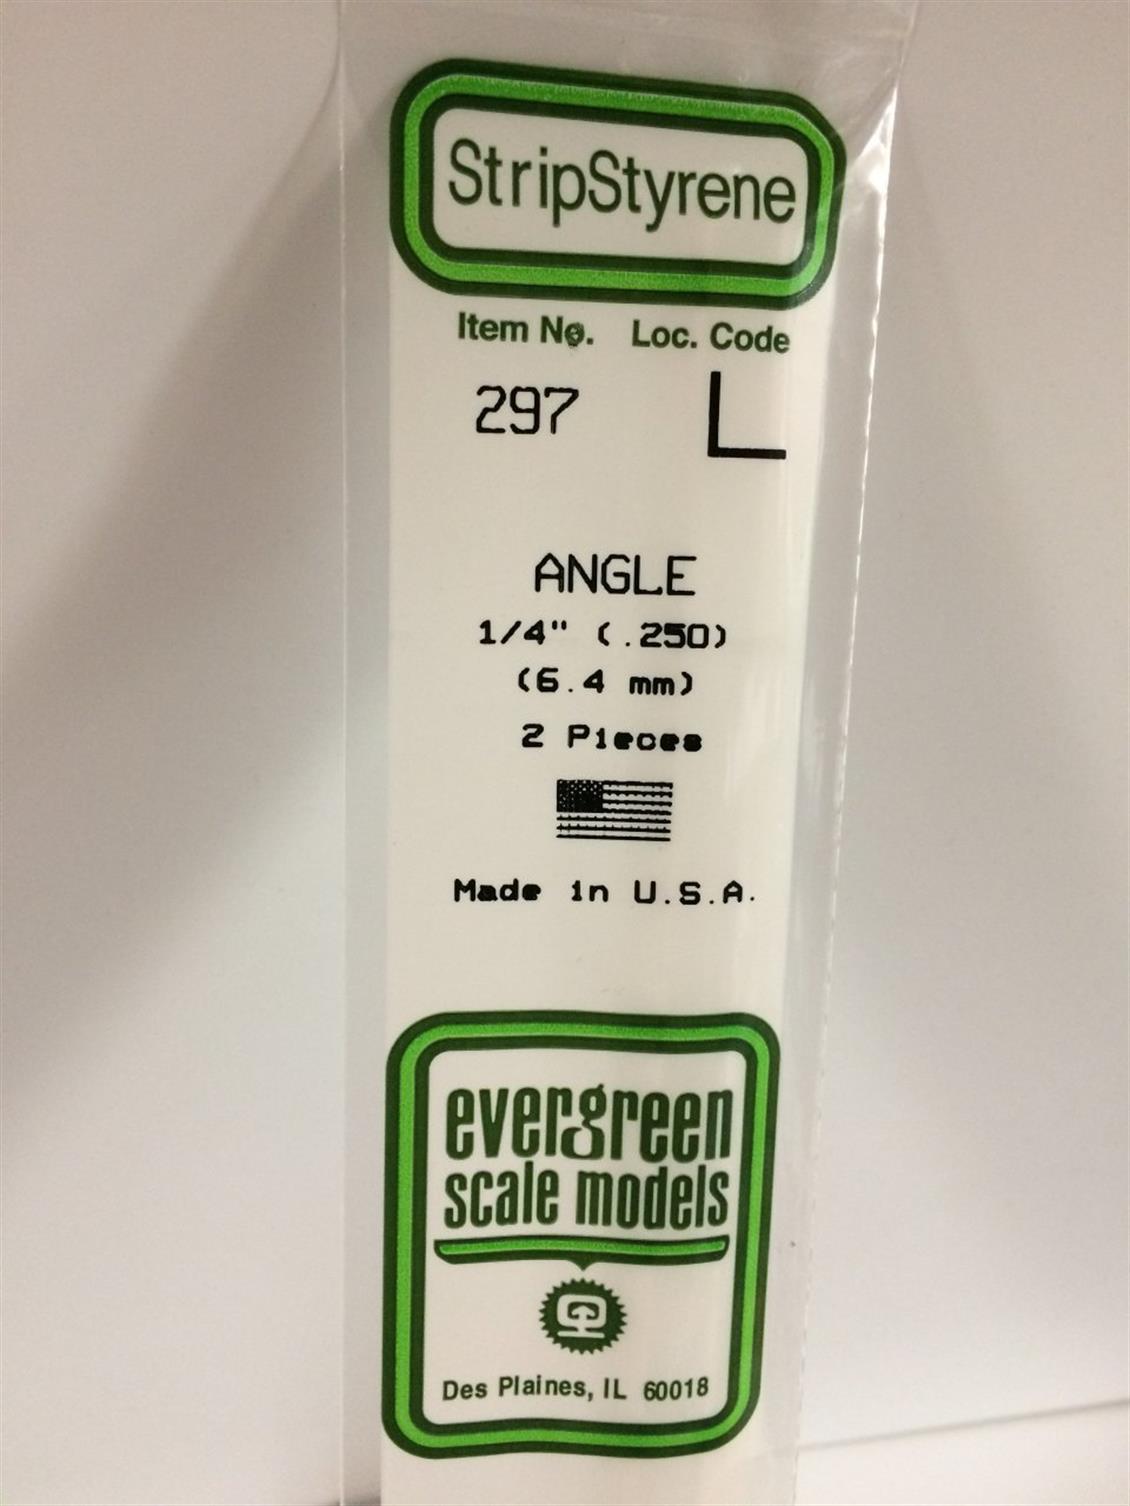 StripStyrene
Item No. Loc. Code
297 L
ANGLE
1/4" (.250)
(6.4 mm)
2 Pieces
Made in U.S.A.
evergreen
scale models
Des Plaines, IL 60018